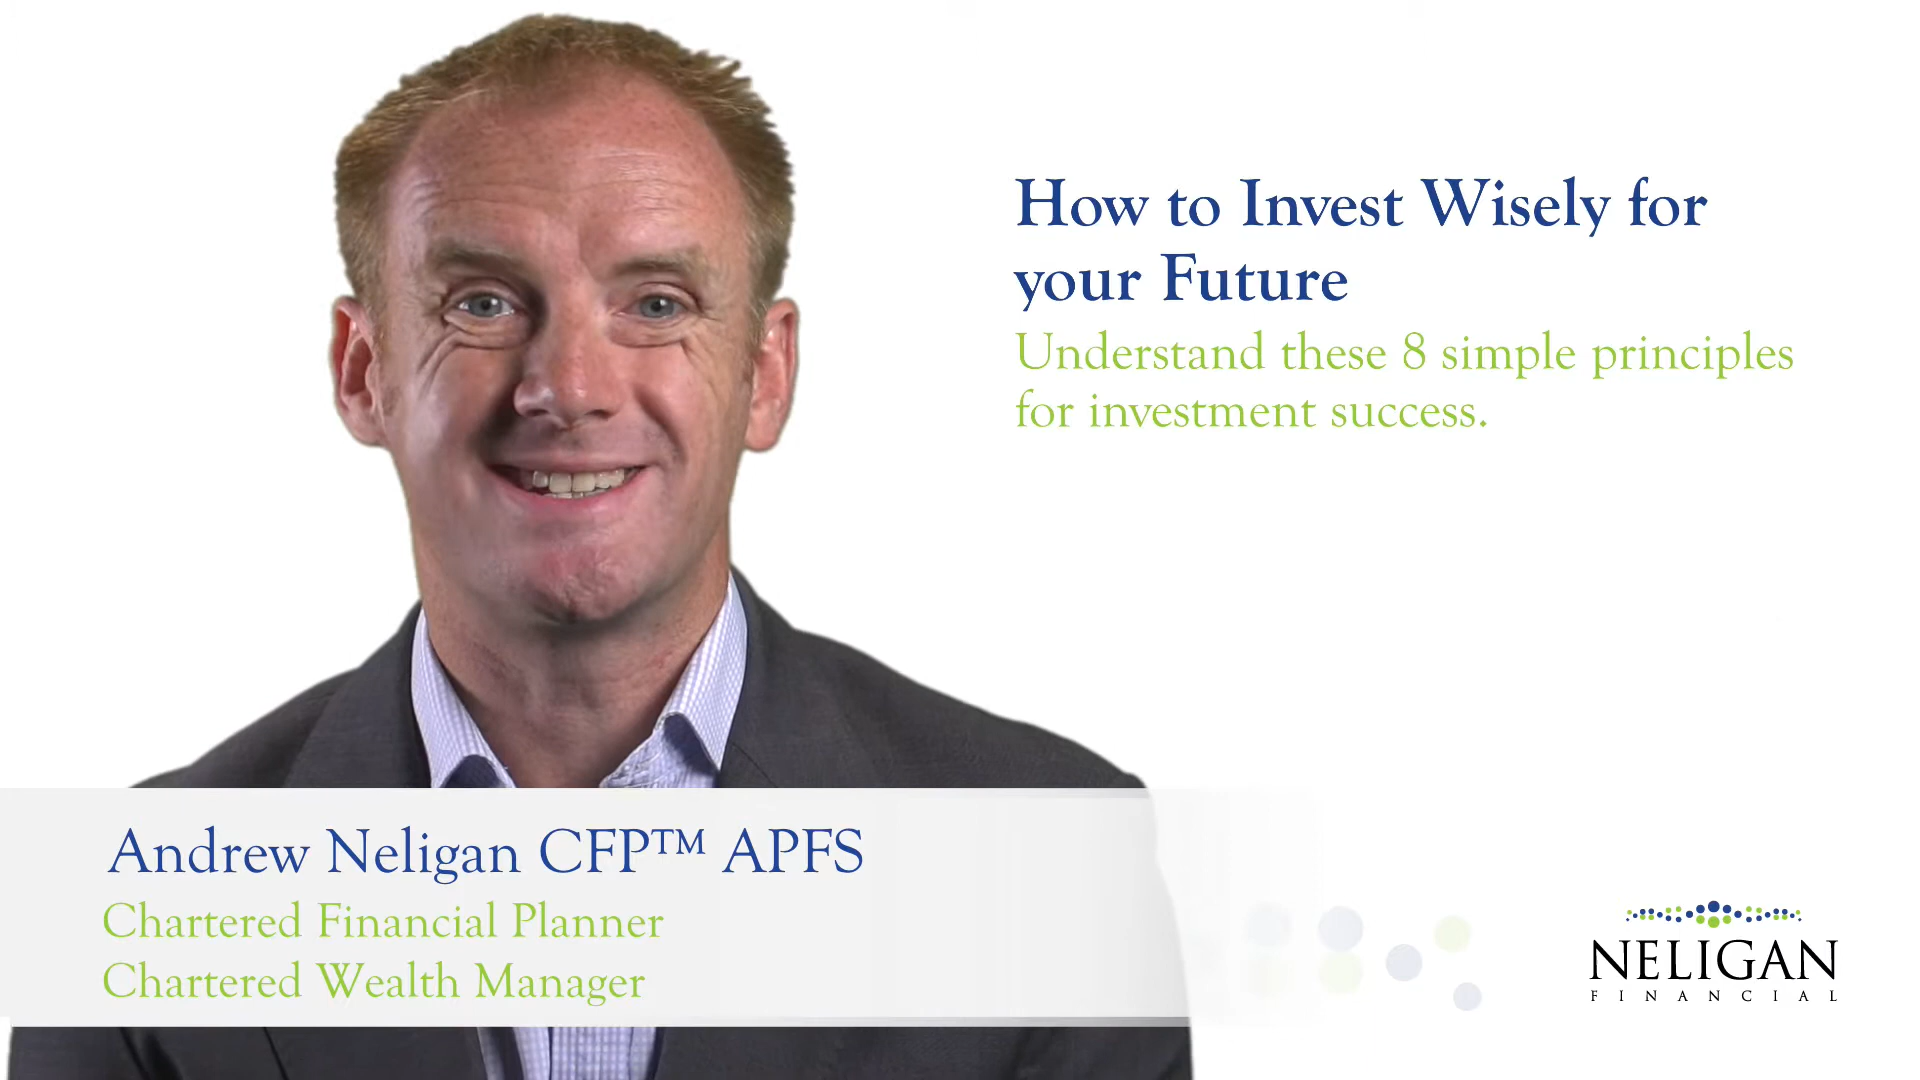 How to Invest Wisely for
your Future
Understand these 8 simple principles
for investment success.
Andrew Neligan CFP™ APFS
Chartered Financial Planner
Chartered Wealth Manager
NELIGAN
FINANCIAL